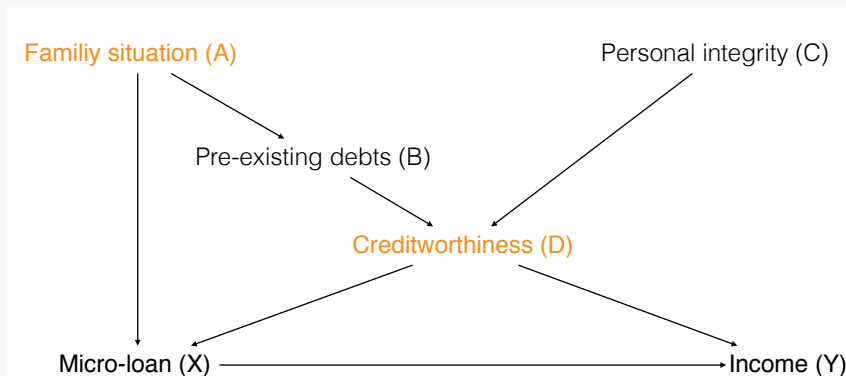 Familiy situation (A)
Personal integrity (C)
Pre-existing debts (B)
Creditworthiness (D)
Micro-loan (X)
Income (Y)